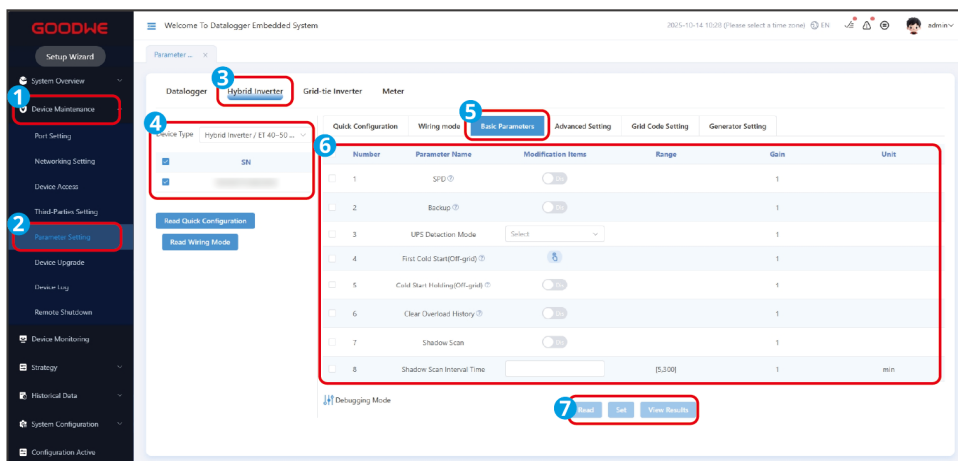 GOODWE
Welcome To Datalogger Embedded System
2025-10-14 10:28 (Please select a time zone) EN admin
Setup Wizard
Parameter ... ×
System Overview
1
Device Maintenance
Port Setting
Networking Setting
Device Access
Third-Parties Setting
2
Parameter Setting
Device Upgrade
Device Log
Remote Shutdown
Device Monitoring
Strategy
Historical Data
System Configuration
Configuration Active
3
Datalogger Hybrid Inverter Grid-tie Inverter Meter
4
Device Type Hybrid Inverter / ET 40~50 ...
SN
Read Quick Configuration
Read Wiring Mode
5
Quick Configuration Wiring mode Basic Parameters Advanced Setting Grid Code Setting Generator Setting
6
Number Parameter Name Modification Items Range Gain Unit
1 SPD 1
2 Backup 1
3 UPS Detection Mode Select 1
4 First Cold Start(Off-grid) 1
5 Cold Start Holding(Off-grid) 1
6 Clear Overload History 1
7 Shadow Scan 1
8 Shadow Scan Interval Time [5,300] 1 min
Debugging Mode
7
Read Set View Results